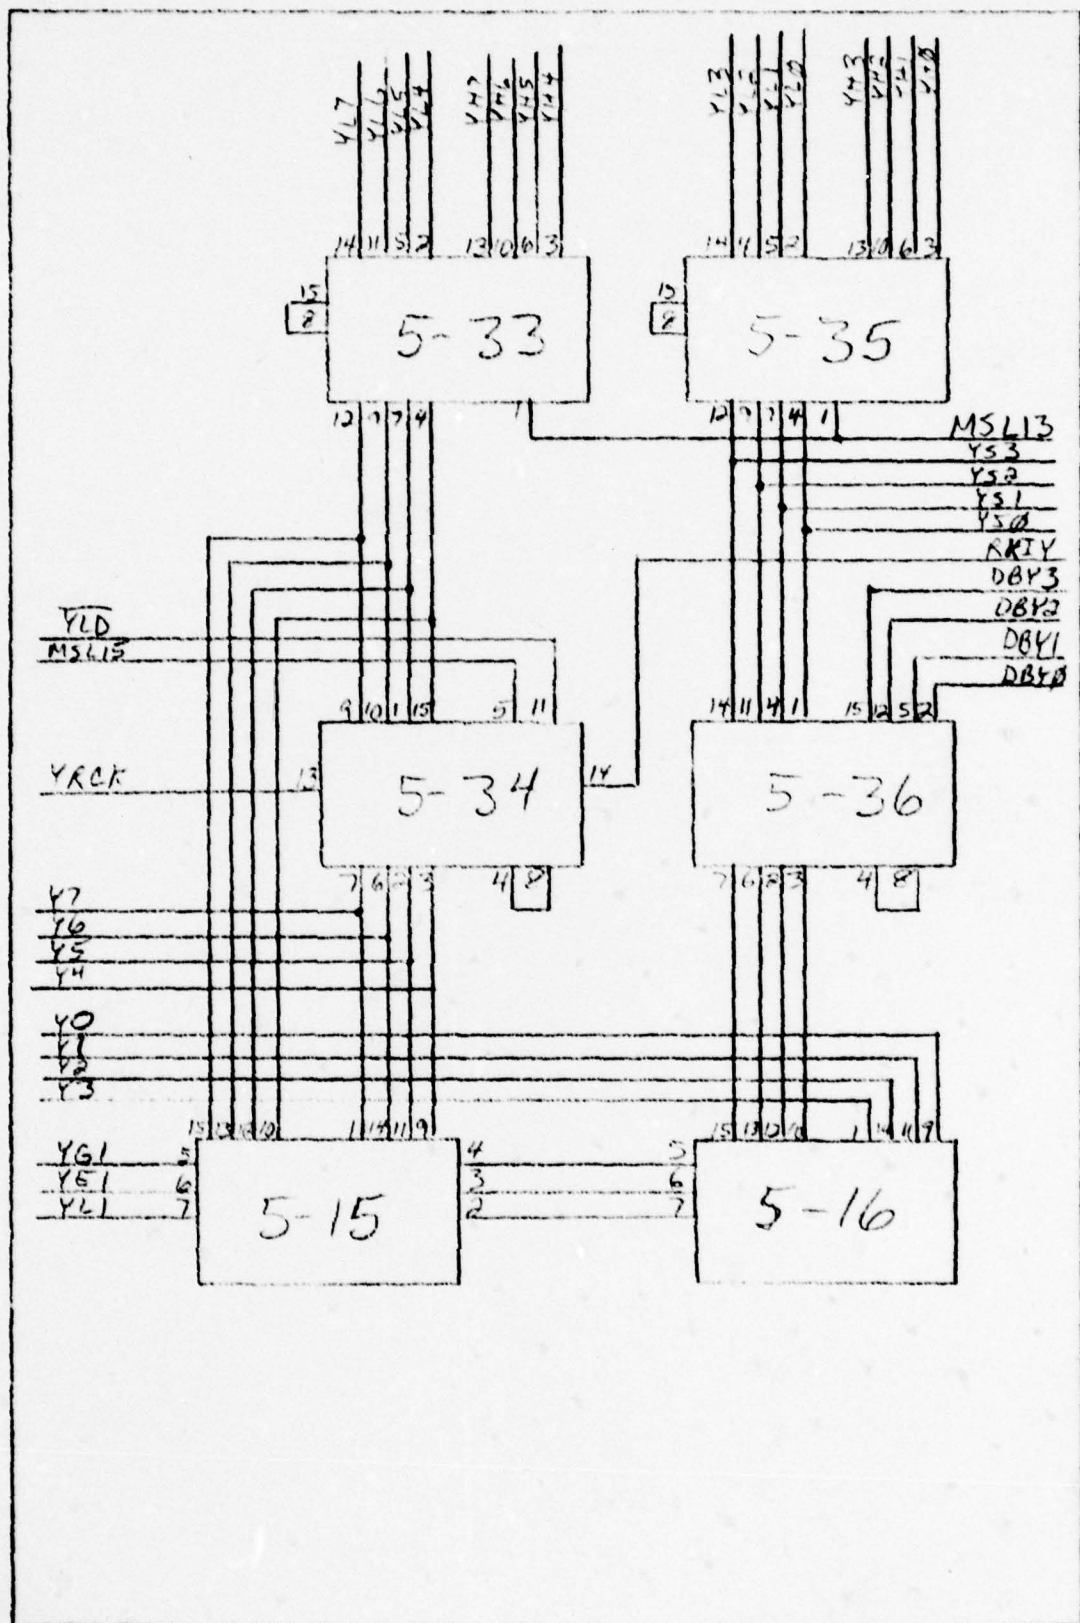 YL7 YL6 YL5 YL4 YH7 YH6 YH5 YH4 YL3 YL2 YL1 YL0 YH3 YH2 YH1 YH0
14 11 5 2 13 10 6 3 14 5 2 13 10 6 3
15 15
8 8
5-33 5-35
12 9 7 4 1 12 9 7 4 1
MSL13
YS3
YS2
YS1
YSØ
RKIY
DBY3
DBY2
DBY1
DBYØ
YLD
MSL15
9 10 1 15 5 11 14 11 4 1 15 12 5 2
YRCK 13 5-34 14 5-36
7 6 2 3 4 8 7 6 2 3 4 8
Y7
Y6
Y5
Y4
Y0
Y2
Y3
15 13 12 10 1 14 11 9 15 13 12 10 1 14 11 9
YG1 5 4 5
YE1 6 3 6
YL1 7 2 7
5-15 5-16